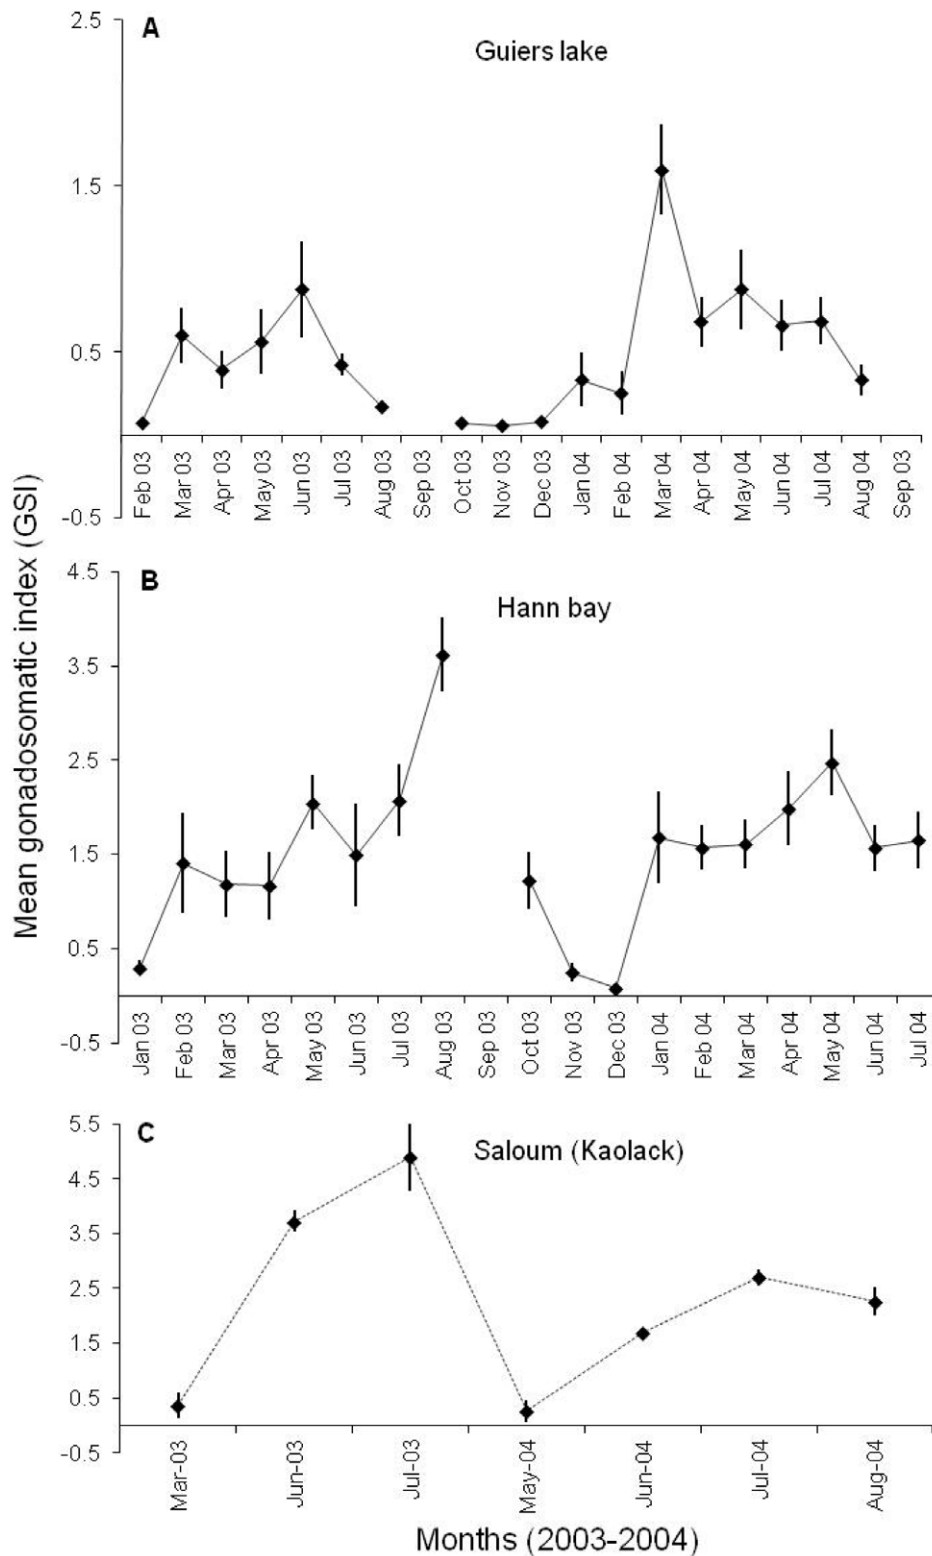 Mean gonadosomatic index (GSI)
A
Guiers lake
2.5
1.5
0.5
-0.5
Feb 03
Mar 03
Apr 03
May 03
Jun 03
Jul 03
Aug 03
Sep 03
Oct 03
Nov 03
Dec 03
Jan 04
Feb 04
Mar 04
Apr 04
May 04
Jun 04
Jul 04
Aug 04
Sep 03
B
Hann bay
4.5
3.5
2.5
1.5
0.5
-0.5
Jan 03
Feb 03
Mar 03
Apr 03
May 03
Jun 03
Jul 03
Aug 03
Sep 03
Oct 03
Nov 03
Dec 03
Jan 04
Feb 04
Mar 04
Apr 04
May 04
Jun 04
Jul 04
C
Saloum (Kaolack)
5.5
4.5
3.5
2.5
1.5
0.5
-0.5
Mar-03
Jun-03
Jul-03
May-04
Jun-04
Jul-04
Aug-04
Months (2003-2004)